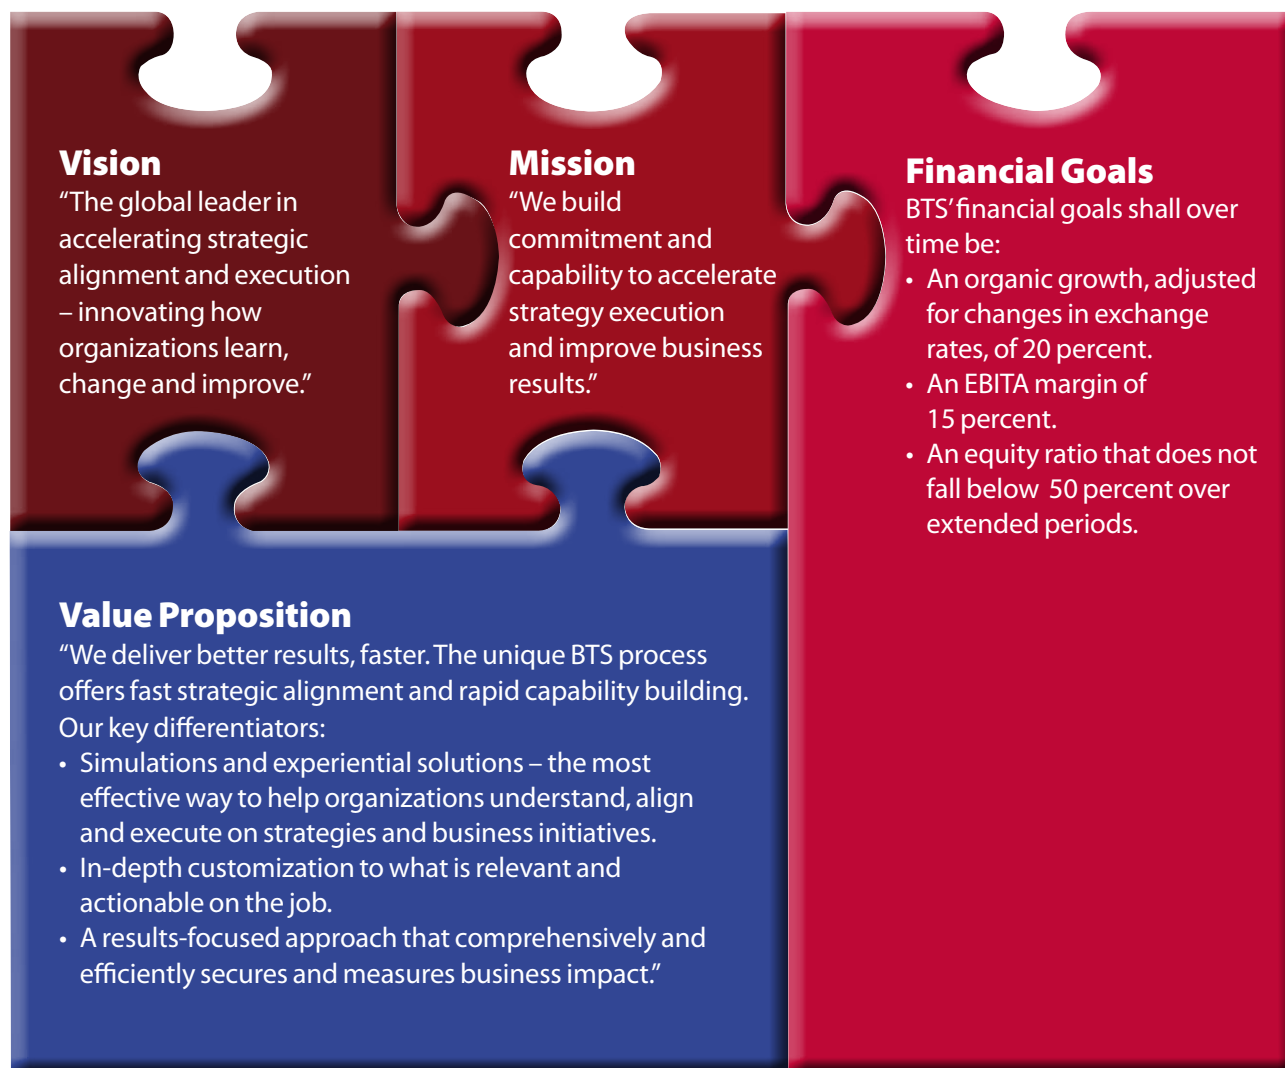 Vision
“The global leader in
accelerating strategic
alignment and execution
– innovating how
organizations learn,
change and improve.”
Mission
“We build
commitment and
capability to accelerate
strategy execution
and improve business
results.”
Financial Goals
BTS’ financial goals shall over
time be:
• An organic growth, adjusted
for changes in exchange
rates, of 20 percent.
• An EBITA margin of
15 percent.
• An equity ratio that does not
fall below 50 percent over
extended periods.
Value Proposition
“We deliver better results, faster. The unique BTS process
offers fast strategic alignment and rapid capability building.
Our key differentiators:
• Simulations and experiential solutions – the most
effective way to help organizations understand, align
and execute on strategies and business initiatives.
• In-depth customization to what is relevant and
actionable on the job.
• A results-focused approach that comprehensively and
efficiently secures and measures business impact.”